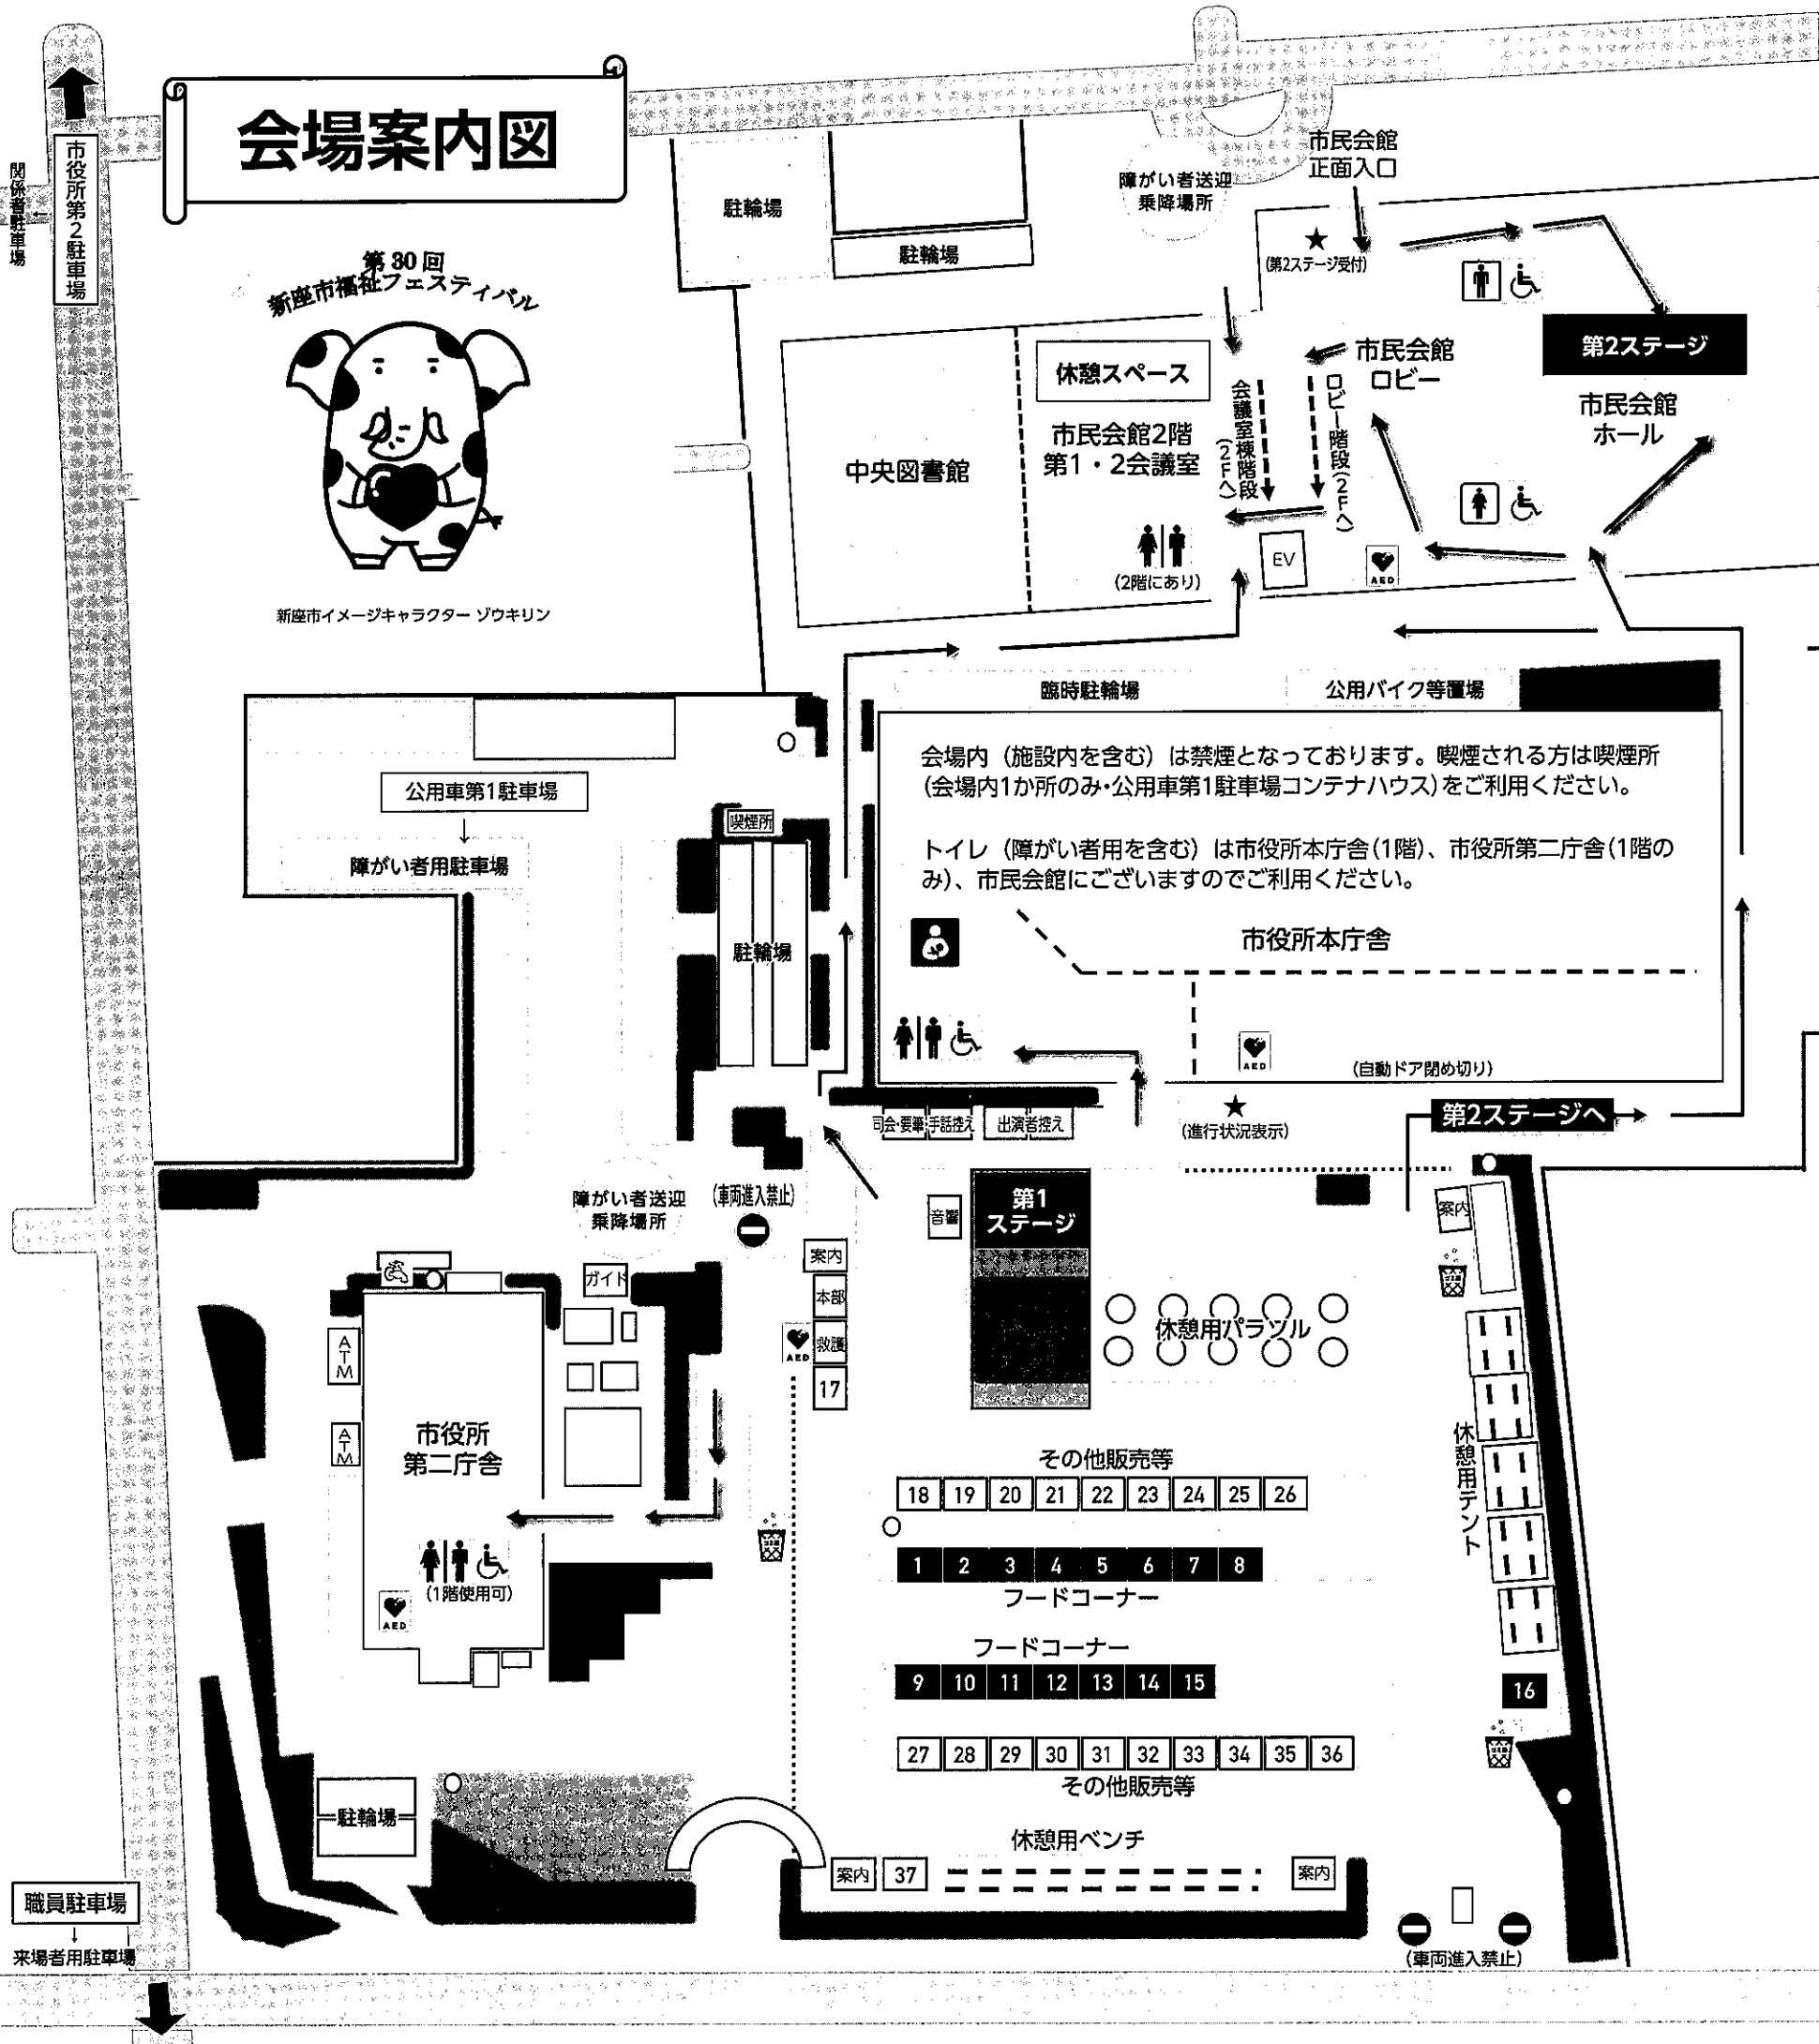 会場案内図
市役所第2駐車場
関係者駐車場
第30回
新座市福祉フェスティバル
新座市イメージキャラクター ゾウキリン
駐輪場
駐輪場
障がい者送迎
乗降場所
市民会館
正面入口
★
(第2ステージ受付)
第2ステージ
市民会館
ホール
市民会館
ロビー
ロビー階段(2Fへ)
会議室棟階段
(2Fへ)
休憩スペース
市民会館2階
第1・2会議室
(2階にあり)
中央図書館
EV
AED
臨時駐輪場
公用バイク等置場
会場内（施設内を含む）は禁煙となっております。喫煙される方は喫煙所
(会場内1か所のみ・公用車第1駐車場コンテナハウス)をご利用ください。
トイレ（障がい者用を含む）は市役所本庁舎(1階)、市役所第二庁舎(1階の
み)、市民会館にございますのでご利用ください。
市役所本庁舎
AED
(自動ドア閉め切り)
公用車第1駐車場
↓
障がい者用駐車場
喫煙所
駐輪場
司会・要筆
手話控え
出演者控え
★
(進行状況表示)
第2ステージへ
障がい者送迎
乗降場所
(車両進入禁止)
音響
第1
ステージ
案内
案内
本部
救護
AED
17
ガイド
ATM
ATM
市役所
第二庁舎
(1階使用可)
AED
休憩用パラソル
休憩用テント
その他販売等
18 19 20 21 22 23 24 25 26
1 2 3 4 5 6 7 8
フードコーナー
フードコーナー
9 10 11 12 13 14 15
16
27 28 29 30 31 32 33 34 35 36
その他販売等
休憩用ベンチ
案内
37
案内
駐輪場
職員駐車場
↓
来場者用駐車場
(車両進入禁止)